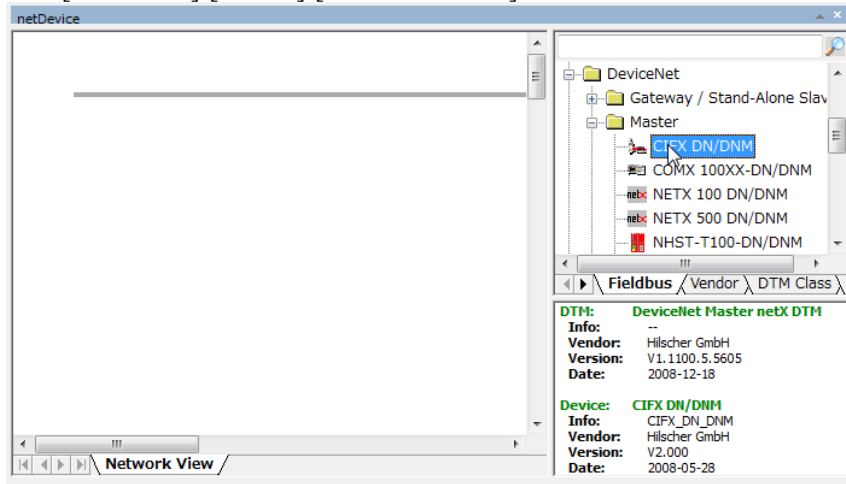 netDevice
DeviceNet
Gateway / Stand-Alone Slav
Master
CIFX DN/DNM
COMX 100XX-DN/DNM
NETX 100 DN/DNM
NETX 500 DN/DNM
NHST-T100-DN/DNM
Fieldbus Vendor DTM Class
DTM: DeviceNet Master netX DTM
Info: --
Vendor: Hilscher GmbH
Version: V1.1100.5.5605
Date: 2008-12-18
Device: CIFX DN/DNM
Info: CIFX_DN_DNM
Vendor: Hilscher GmbH
Version: V2.000
Date: 2008-05-28
Network View